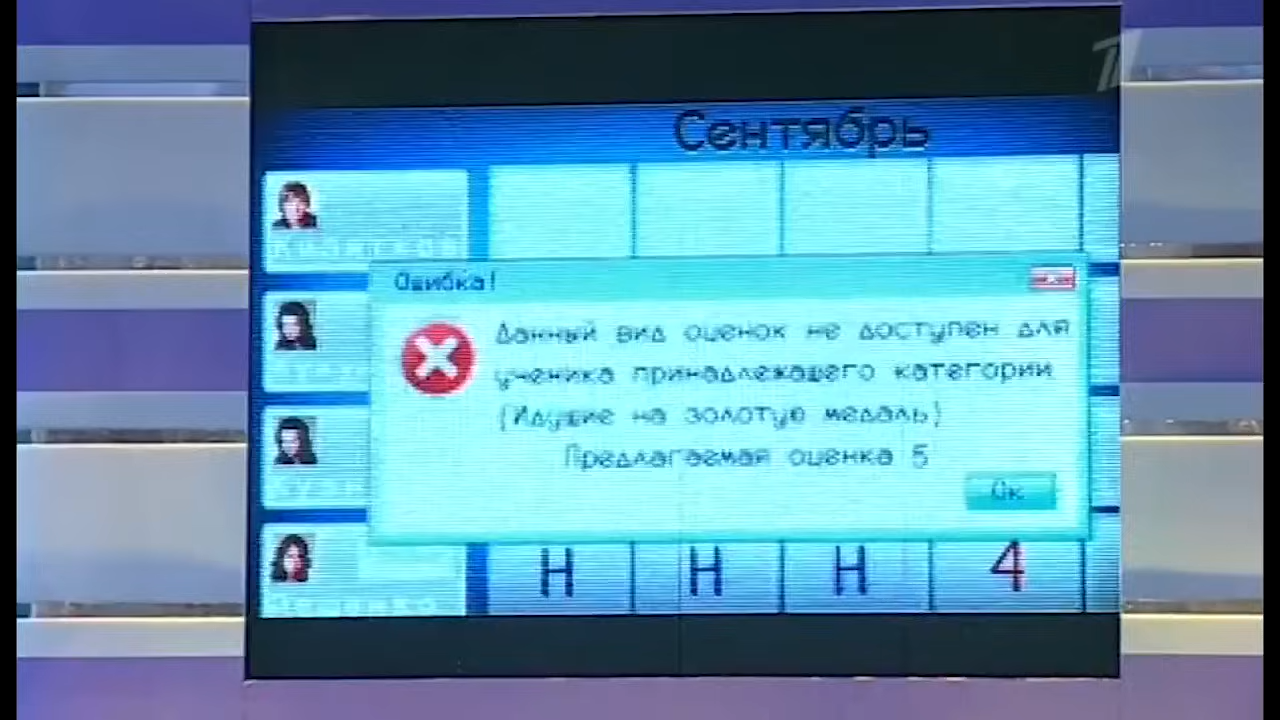 Сентябрь
Ошибка!
Данный вид оценок не доступен для
ученика принадлежащего категории
(Идущие на золотую медаль)
Предлагаемая оценка 5
Ок
Н Н Н 4